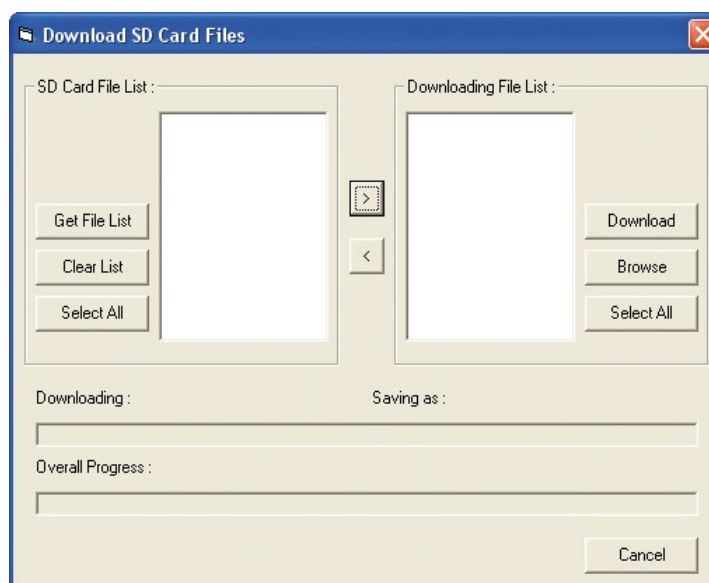 Download SD Card Files
SD Card File List :
Get File List
Clear List
Select All
>
<
Downloading File List :
Download
Browse
Select All
Downloading :
Saving as :
Overall Progress :
Cancel